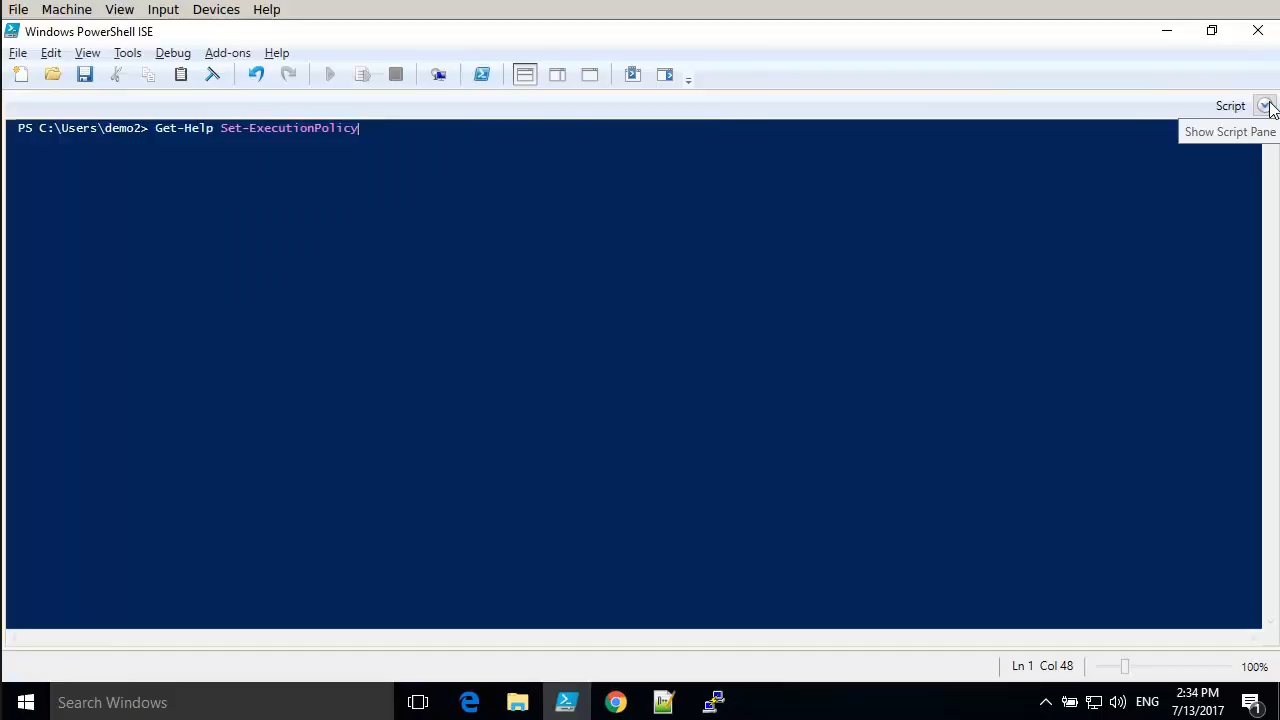 File Machine View Input Devices Help
Windows PowerShell ISE
File Edit View Tools Debug Add-ons Help
Script
PS C:\Users\demo2> Get-Help Set-ExecutionPolicy
Show Script Pane
Ln 1 Col 48 100%
Search Windows
ENG
2:34 PM
7/13/2017
1